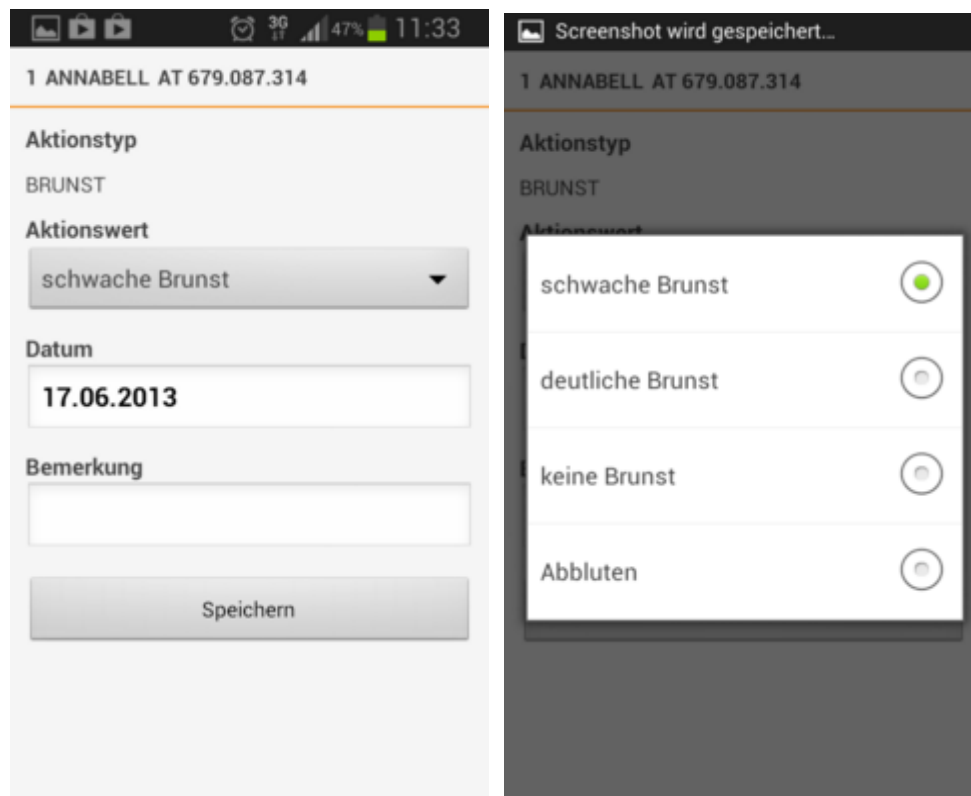 3G
47%
11:33
1 ANNABELL AT 679.087.314
Aktionstyp
BRUNST
Aktionswert
schwache Brunst
Datum
17.06.2013
Bemerkung
Speichern
Screenshot wird gespeichert...
1 ANNABELL AT 679.087.314
Aktionstyp
BRUNST
Aktionswert
schwache Brunst
deutliche Brunst
keine Brunst
Abbluten